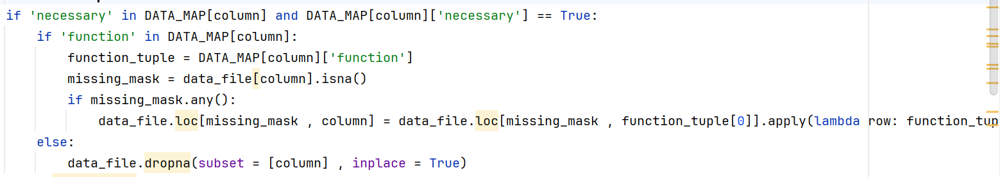 if 'necessary' in DATA_MAP[column] and DATA_MAP[column]['necessary'] == True:
if 'function' in DATA_MAP[column]:
function_tuple = DATA_MAP[column]['function']
missing_mask = data_file[column].isna()
if missing_mask.any():
data_file.loc[missing_mask , column] = data_file.loc[missing_mask , function_tuple[0]].apply(lambda row: function_tup
else:
data_file.dropna(subset = [column] , inplace = True)